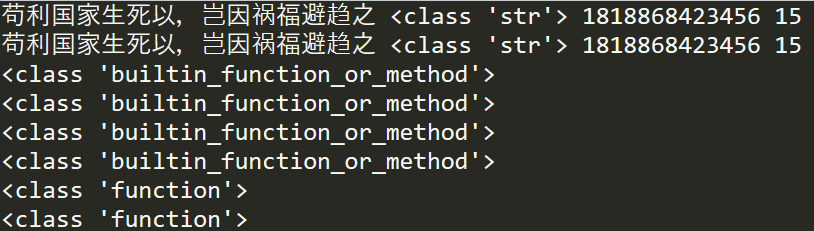 苟利国家生死以，岂因祸福避趋之 <class 'str'> 1818868423456 15
苟利国家生死以，岂因祸福避趋之 <class 'str'> 1818868423456 15
<class 'builtin_function_or_method'>
<class 'builtin_function_or_method'>
<class 'builtin_function_or_method'>
<class 'builtin_function_or_method'>
<class 'function'>
<class 'function'>